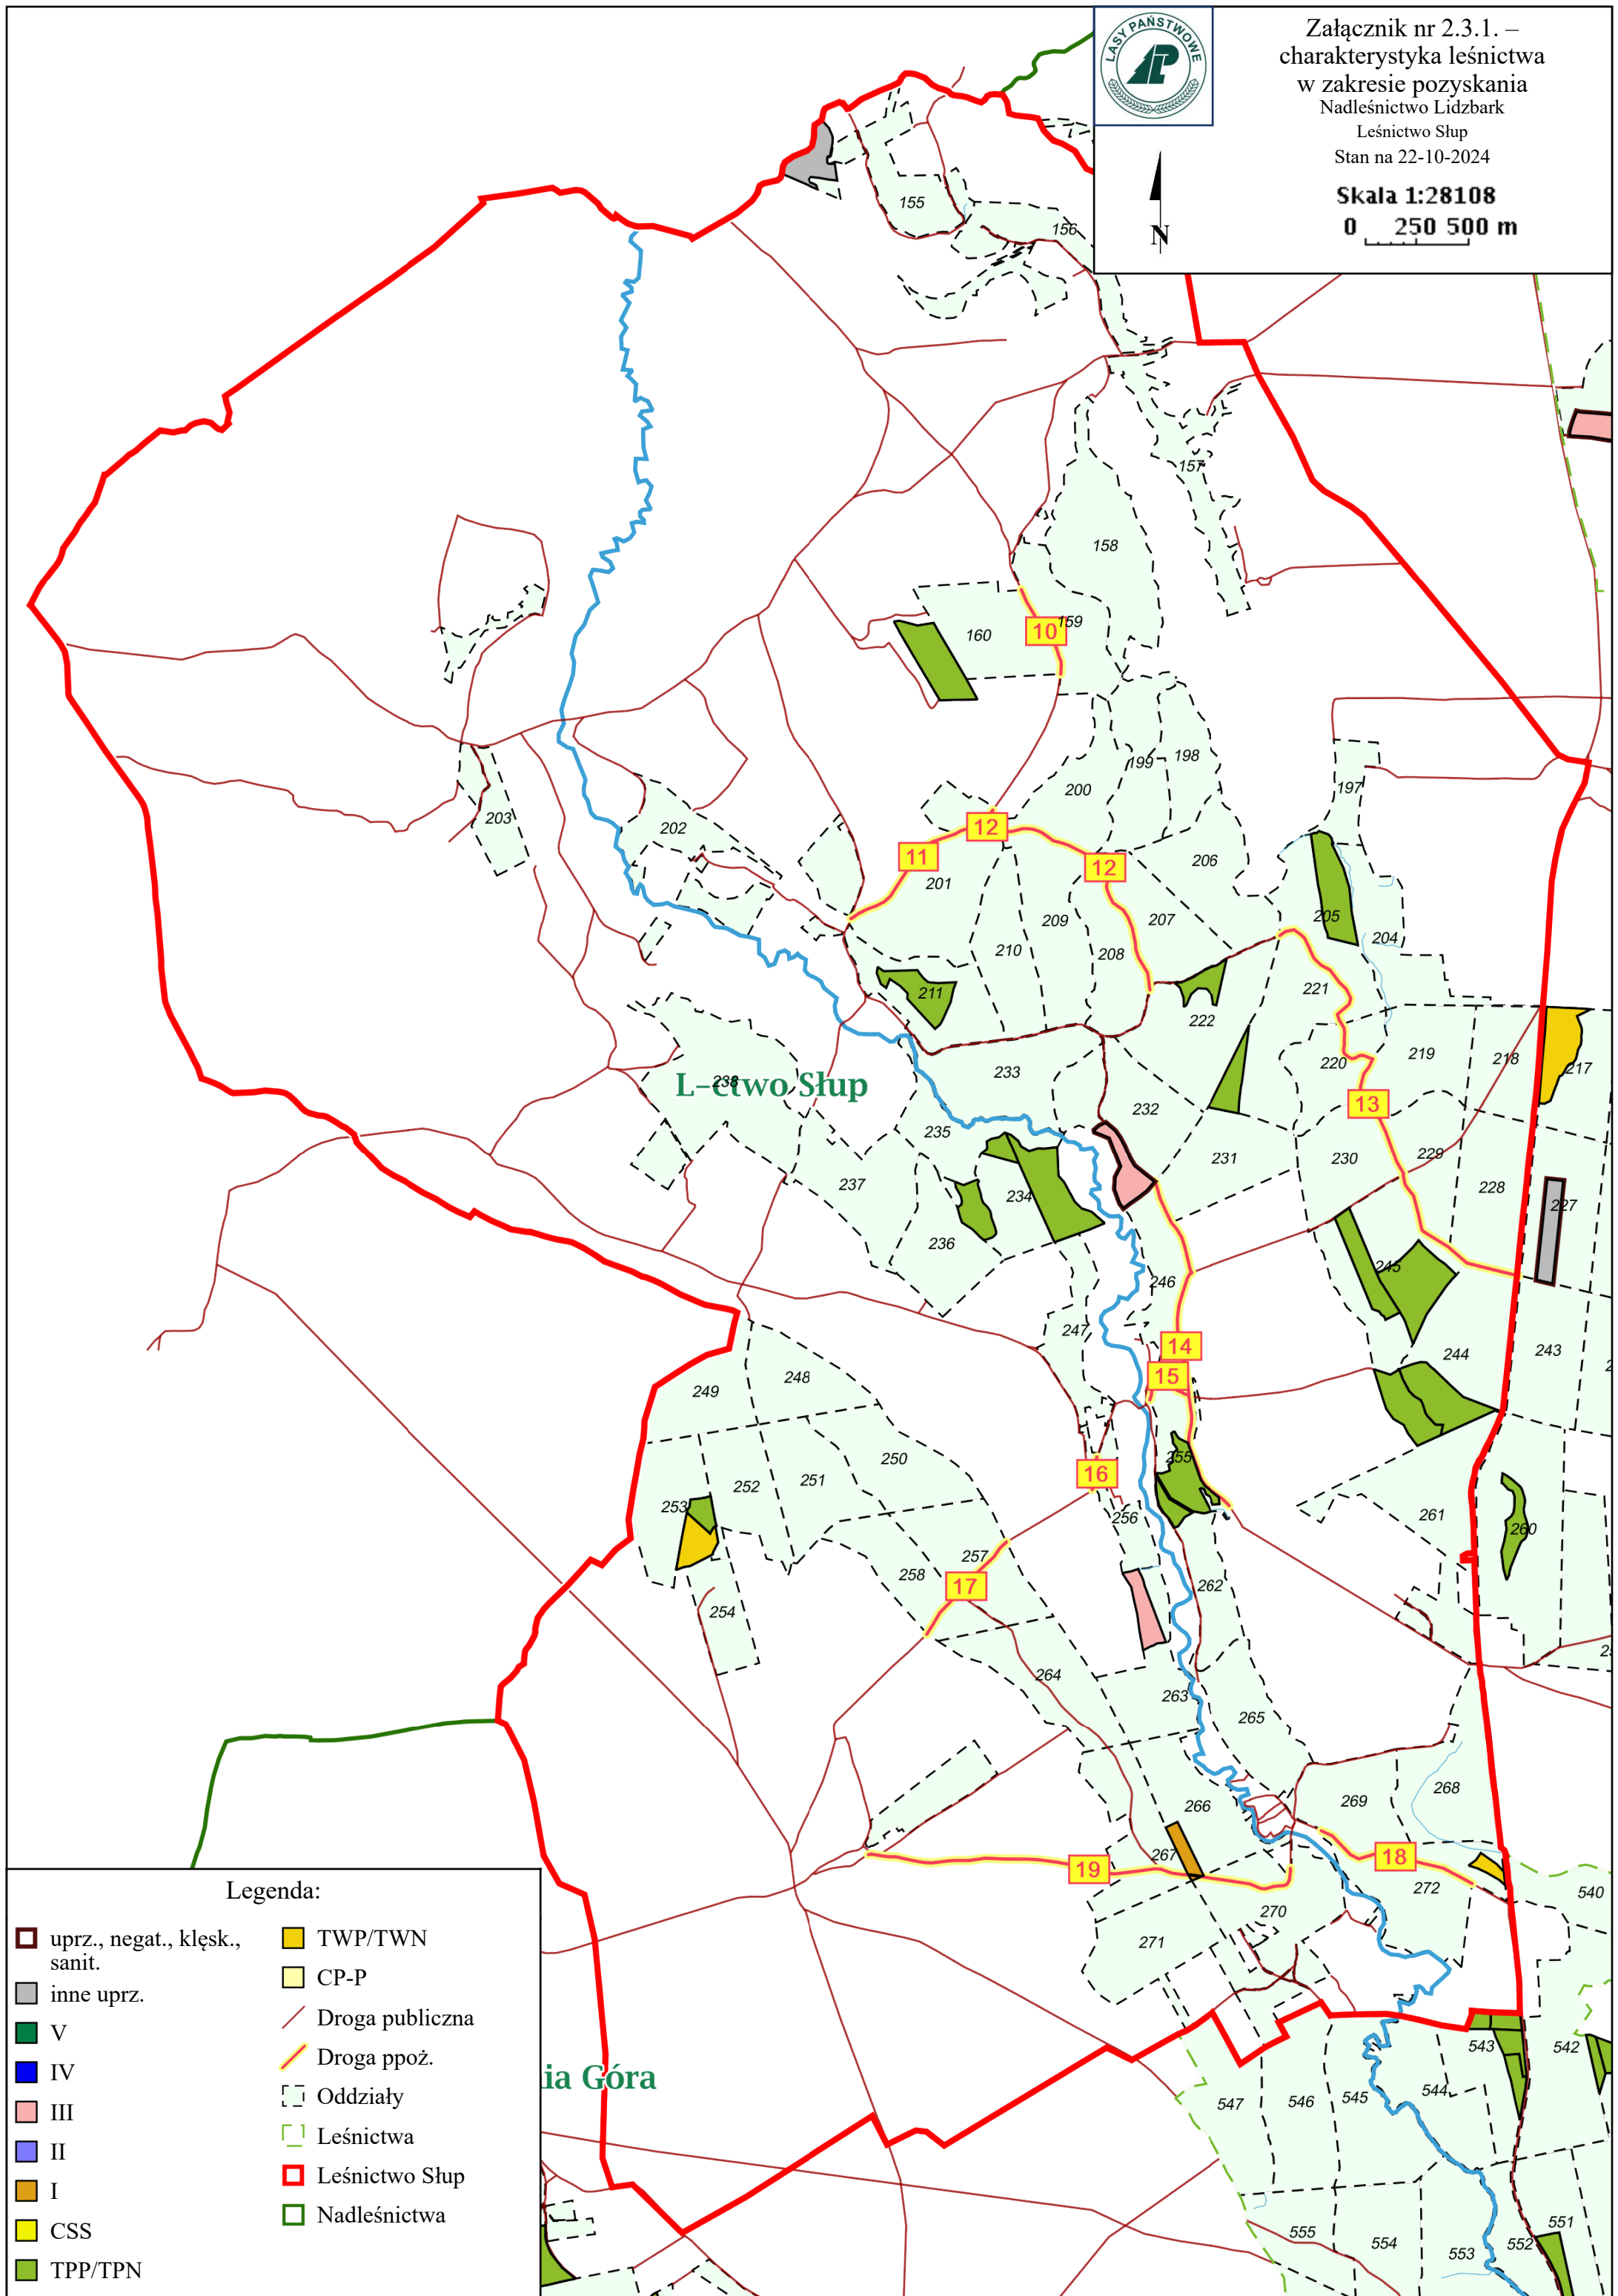 LASY PAŃSTWOWE
LP
Załącznik nr 2.3.1. –
charakterystyka leśnictwa
w zakresie pozyskania
Nadleśnictwo Lidzbark
Leśnictwo Słup
Stan na 22-10-2024
Skala 1:28108
0 250 500 m
N
155
156
157
158
10
159
160
199
198
200
197
203
202
12
11
12
206
201
205
209
207
204
210
208
211
221
222
219
218
220
217
233
238
L-ctwo Słup
13
232
235
229
231
230
237
228
234
227
236
245
246
247
14
243
244
15
248
249
255
250
16
251
252
253
261
256
260
257
258
17
262
254
264
263
265
268
269
266
267
18
19
272
540
270
271
543
542
nia Góra
544
545
546
547
551
555
554
552
553
Legenda:
uprz., negat., klęsk.,
sanit.
inne uprz.
V
IV
III
II
I
CSS
TPP/TPN
TWP/TWN
CP-P
Droga publiczna
Droga ppoż.
Oddziały
Leśnictwa
Leśnictwo Słup
Nadleśnictwa